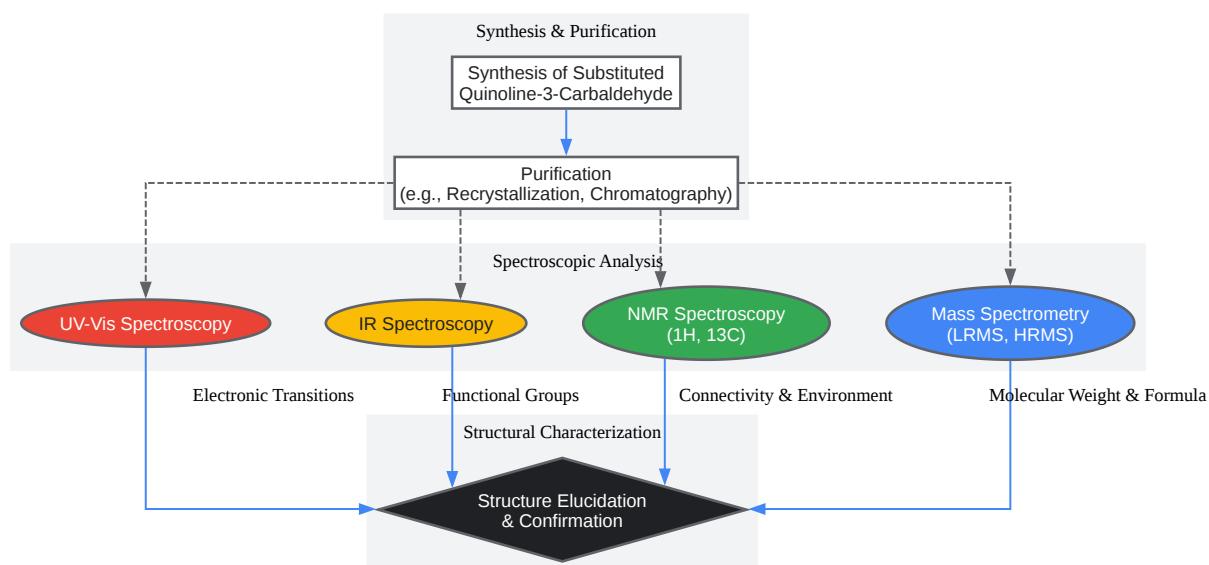 Synthesis & Purification
Synthesis of Substituted
Quinoline-3-Carbaldehyde
Purification
(e.g., Recrystallization, Chromatography)
Spectroscopic Analysis
UV-Vis Spectroscopy
IR Spectroscopy
NMR Spectroscopy
(1H, 13C)
Mass Spectrometry
(LRMS, HRMS)
Electronic Transitions
Functional Groups
Connectivity & Environment
Molecular Weight & Formula
Structural Characterization
Structure Elucidation
& Confirmation